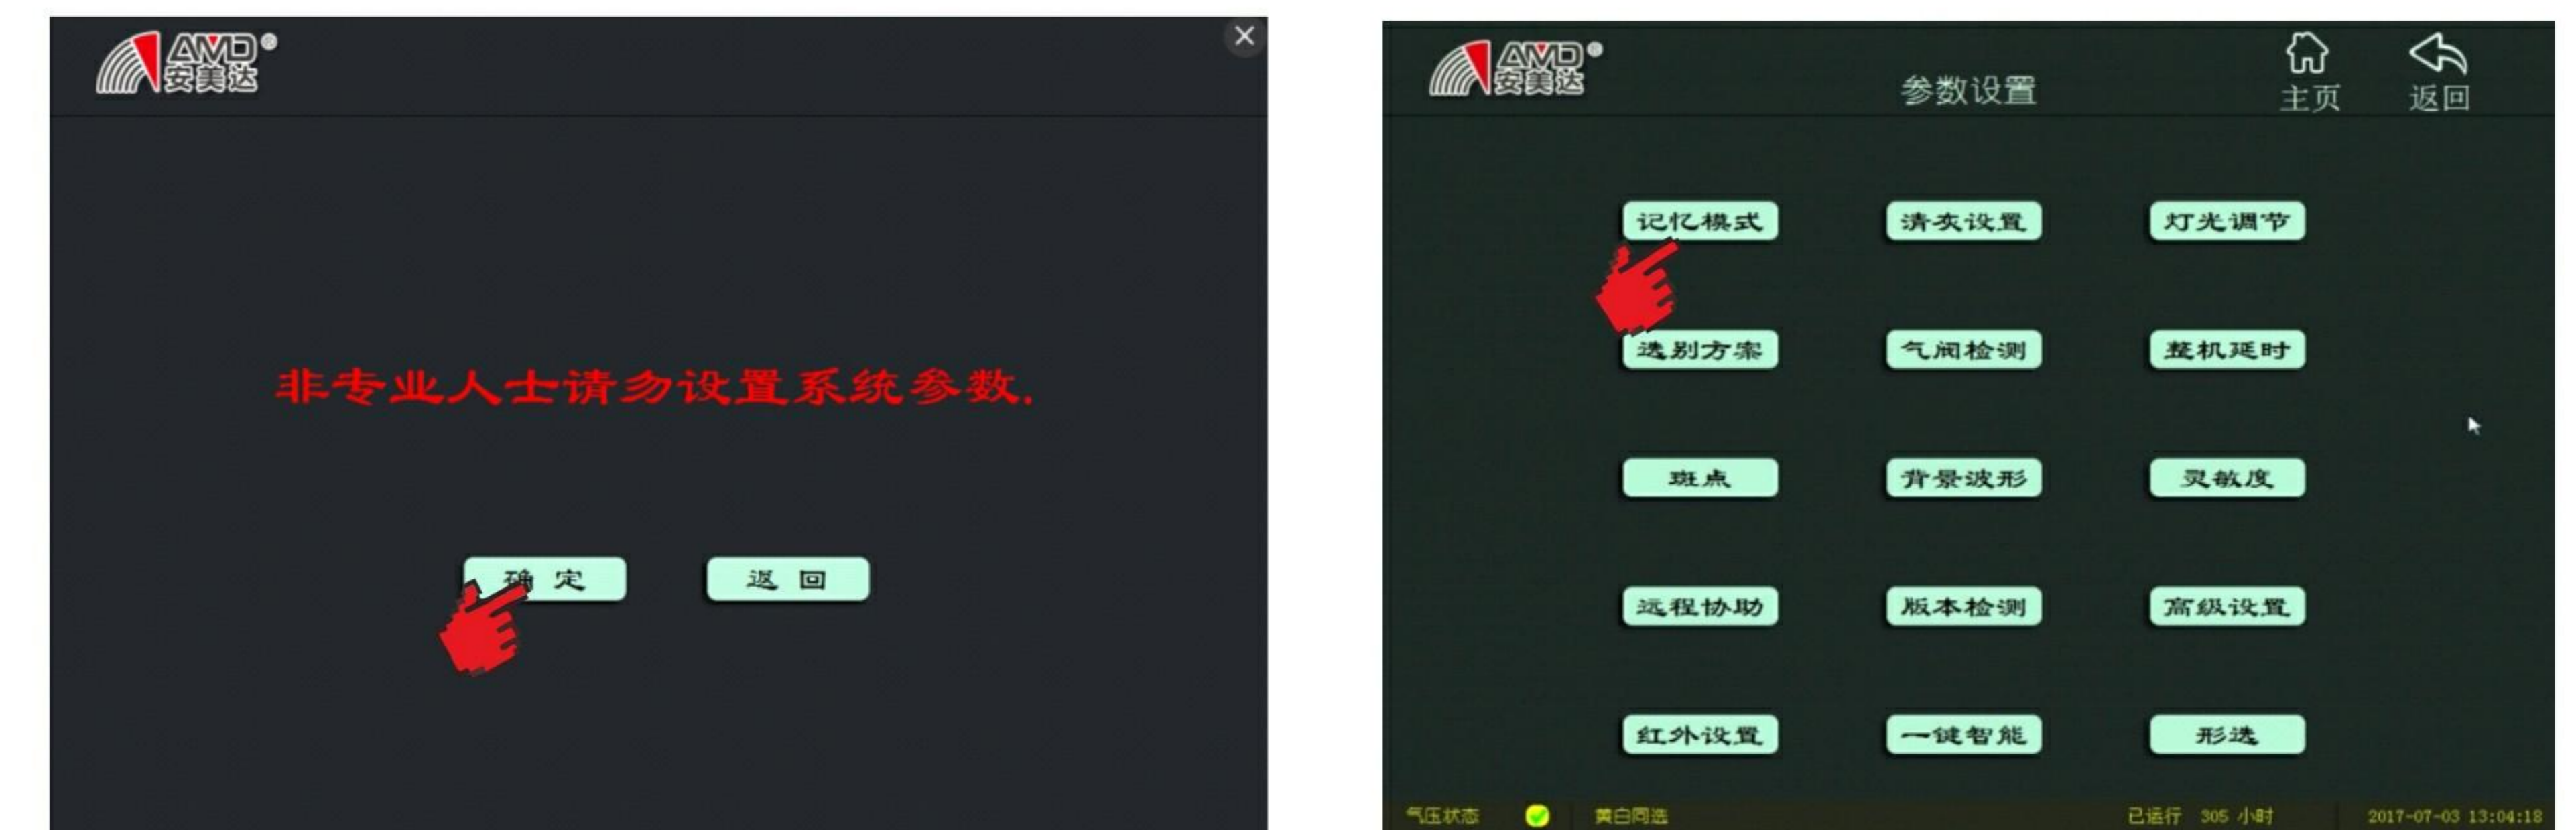 AMD®
安美达
非专业人士请勿设置系统参数.
确定 返回
AMD®
安美达
参数设置
主页 返回
记忆模式 清灰设置 灯光调节
选别方案 气阀检测 整机延时
斑点 背景波形 灵敏度
远程协助 版本检测 高级设置
红外设置 一键智能 形选
气压状态 黄白同选 已运行 305 小时 2017-07-03 13:04:18